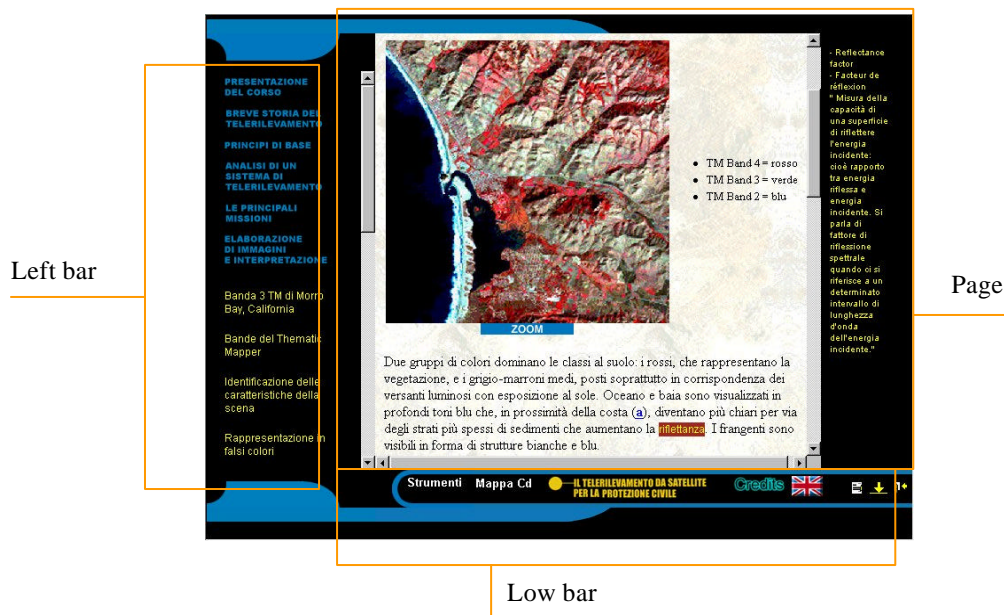 Left bar
PRESENTAZIONE
DEL CORSO
BREVE STORIA DEL
TELERILEVAMENTO
PRINCIPI DI BASE
ANALISI DI UN
SISTEMA DI
TELERILEVAMENTO
LE PRINCIPALI
MISSIONI
ELABORAZIONE
DI IMMAGINI
E INTERPRETAZIONE
Banda 3 TM di Morro
Bay, California
Bande del Thematic
Mapper
Identificazione delle
caratteristiche della
scena
Rappresentazione in
falsi colori
ZOOM
• TM Band 4 = rosso
• TM Band 3 = verde
• TM Band 2 = blu
Due gruppi di colori dominano le classi al suolo: i rossi, che rappresentano la
vegetazione, e i grigio-marroni medi, posti soprattutto in corrispondenza dei
versanti luminosi con esposizione al sole. Oceano e baia sono visualizzati in
profondi toni blu che, in prossimità della costa (a), diventano più chiari per via
degli strati più spessi di sedimenti che aumentano la riflettanza. I frangenti sono
visibili in forma di strutture bianche e blu.
- Reflectance
factor
- Facteur de
réflexion
" Misura della
capacità di
una superficie
di riflettere
l'energia
incidente:
cioè rapporto
tra energia
riflessa e
energia
incidente. Si
parla di
fattore di
riflessione
spettrale
quando ci si
riferisce a un
determinato
intervallo di
lunghezza
d'onda
dell'energia
incidente."
Page
Strumenti
Mappa Cd
IL TELERILEVAMENTO DA SATELLITE
PER LA PROTEZIONE CIVILE
Credits
Low bar